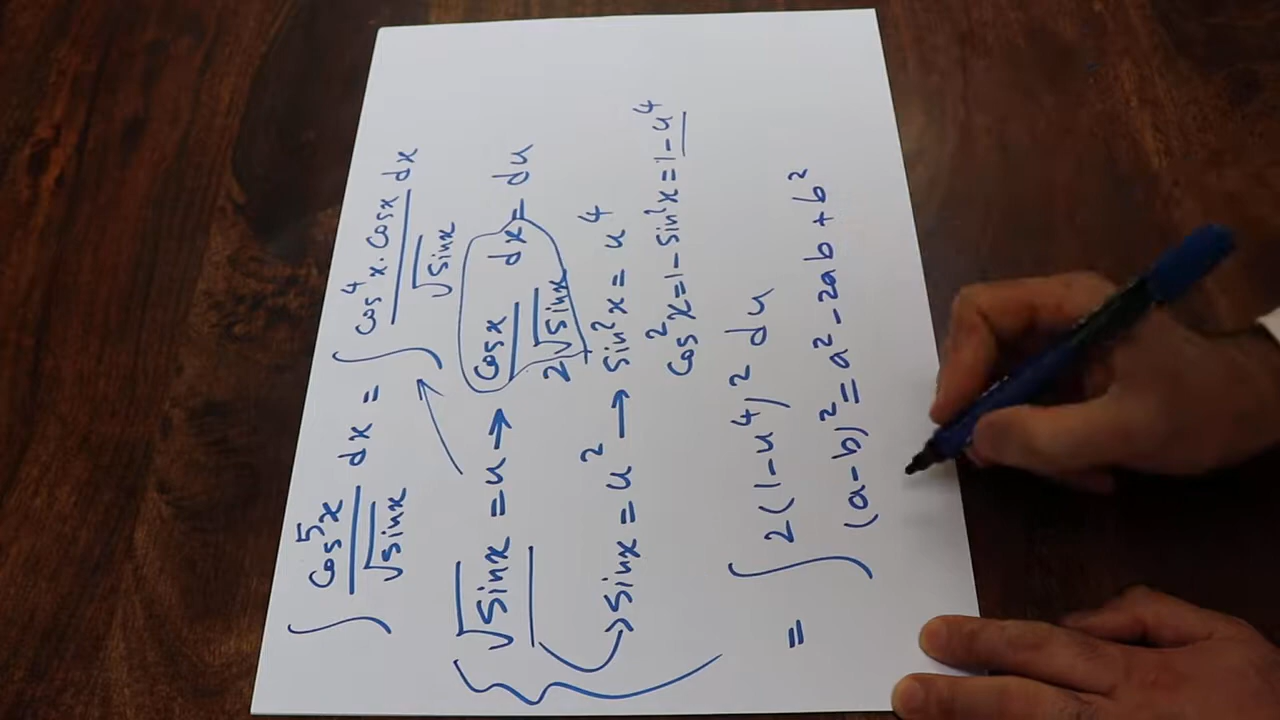 ∫ cos⁵x / √sinx dx = ∫ cos⁴x · cosx dx / √sinx
√sinx = u → cosx / 2√sinx dx = du
sinx = u² → sin²x = u⁴
cos²x = 1 - sin²x = 1 - u⁴
= ∫ 2(1-u⁴)² du
(a-b)² = a² - 2ab + b²